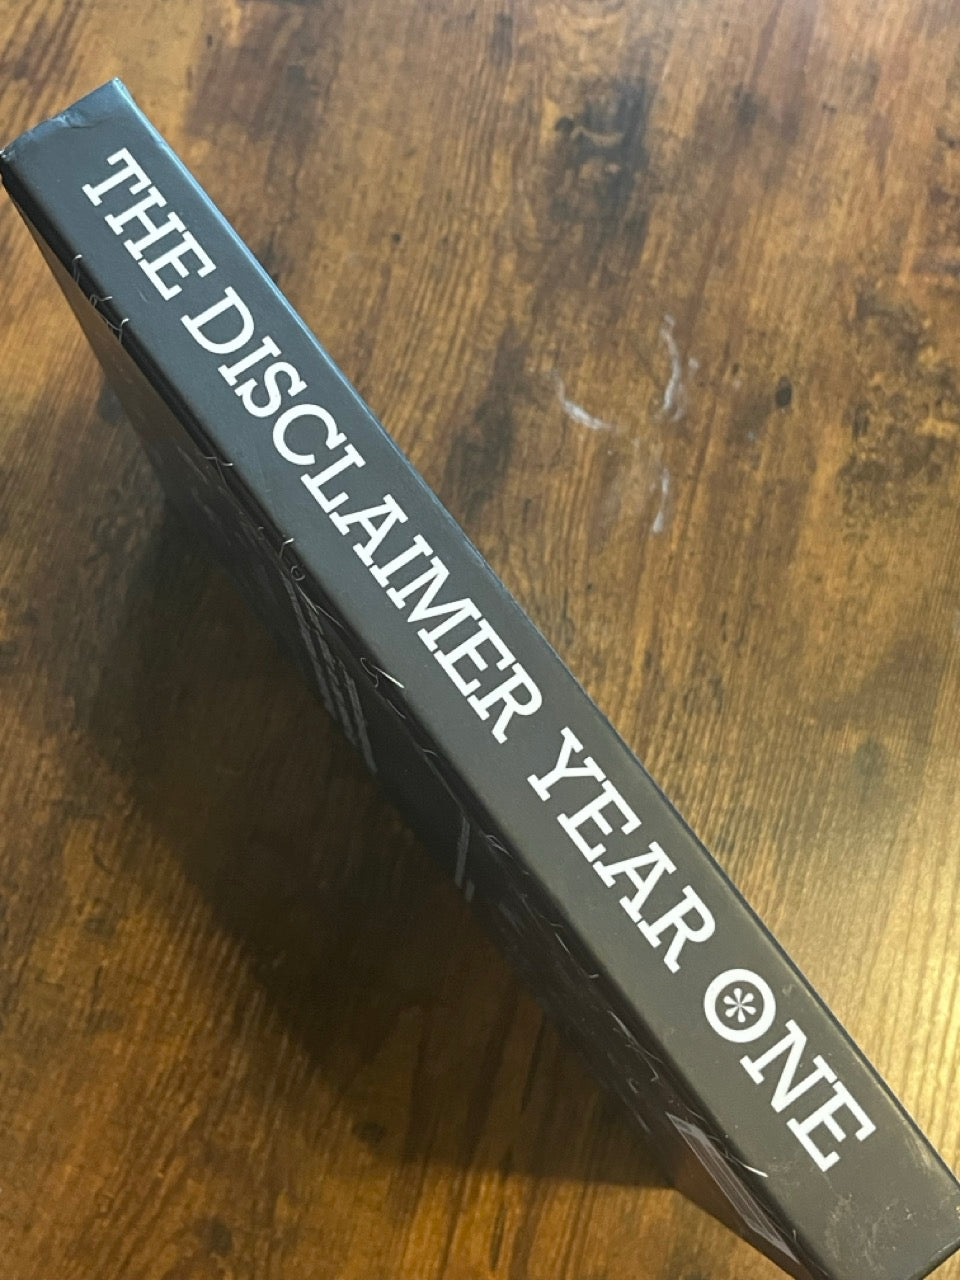 THE DISCLAIMER YEAR ONE